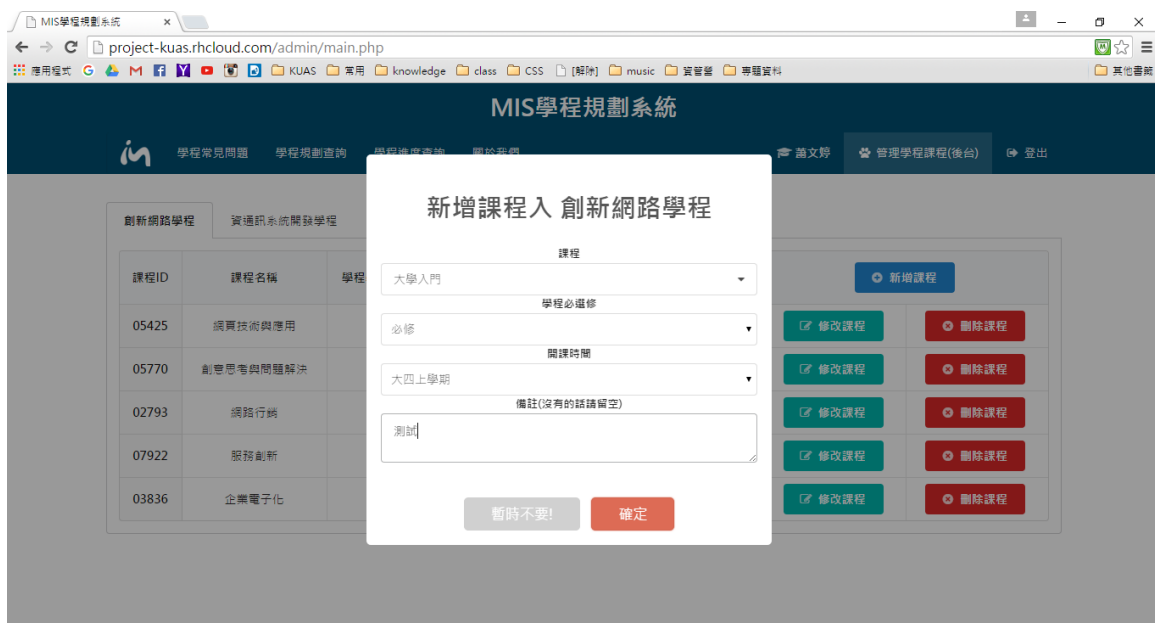 MIS學程規劃系統
project-kuas.rhcloud.com/admin/main.php
應用程式 KUAS 常用 knowledge class CSS [解除] music 資管營 專題資料 其他書籤
MIS學程規劃系統
學程常見問題 學程規劃查詢 學程進度查詢 關於我們 蕭文婷 管理學程課程(後台) 登出
創新網路學程 資通訊系統開發學程
課程ID 課程名稱 學程 新增課程
05425 網頁技術與應用 修改課程 刪除課程
05770 創意思考與問題解決 修改課程 刪除課程
02793 網路行銷 修改課程 刪除課程
07922 服務創新 修改課程 刪除課程
03836 企業電子化 修改課程 刪除課程
新增課程入 創新網路學程
課程
大學入門
學程必選修
必修
開課時間
大四上學期
備註(沒有的話請留空)
測試
暫時不要! 確定